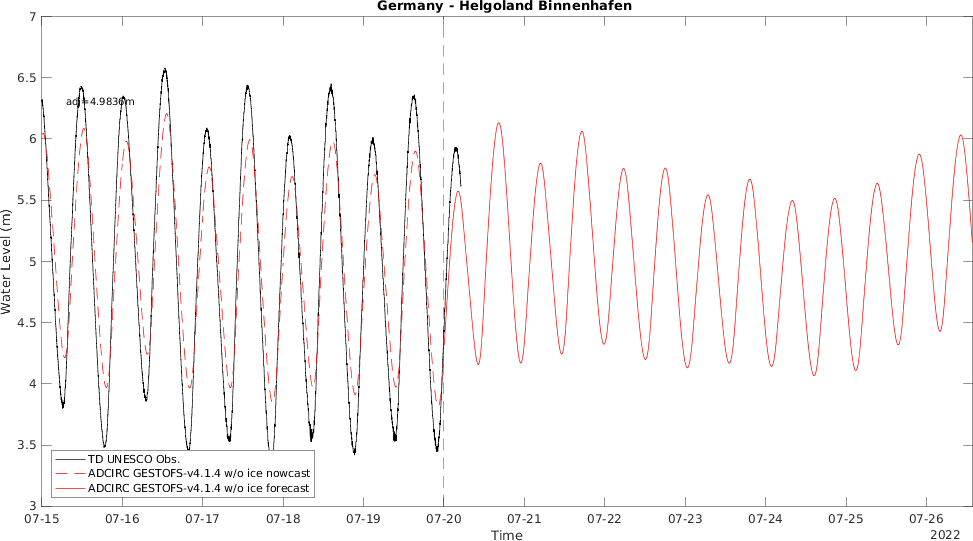 Germany - Helgoland Binnenhafen
7
6.5
6
5.5
5
4.5
4
3.5
3
Water Level (m)
adj=4.9836m
TD UNESCO Obs.
ADCIRC GESTOFS-v4.1.4 w/o ice nowcast
ADCIRC GESTOFS-v4.1.4 w/o ice forecast
07-15 07-16 07-17 07-18 07-19 07-20 07-21 07-22 07-23 07-24 07-25 07-26
Time
2022